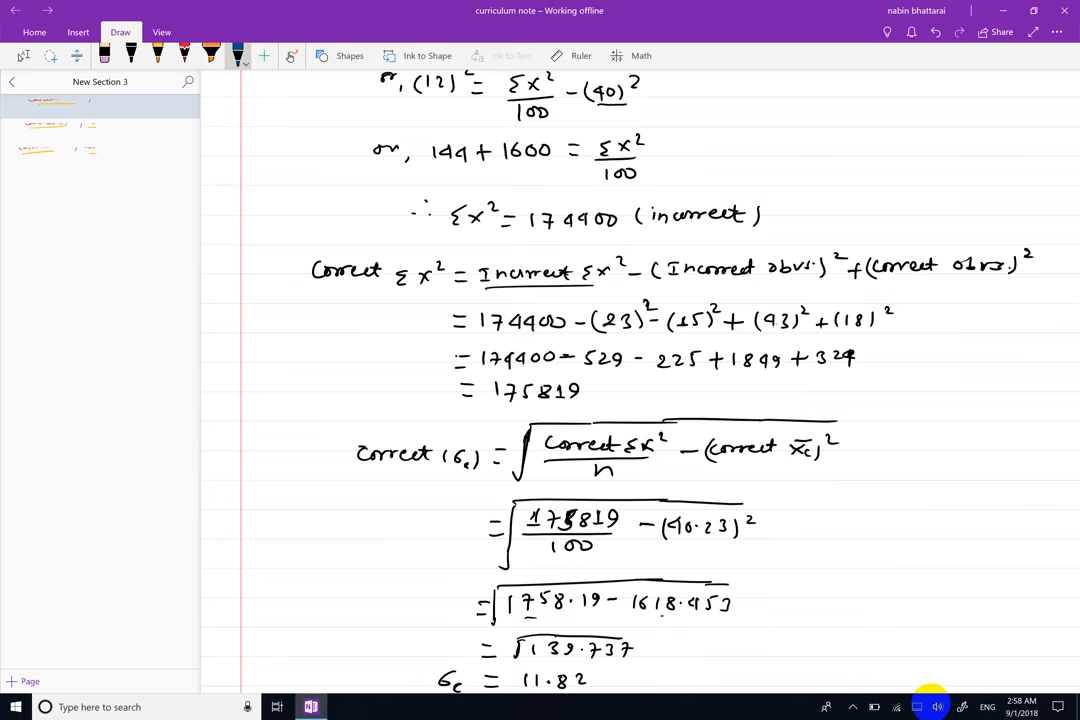 curriculum note – Working offline
nabin bhattarai
Home Insert Draw View
Share
Shapes Ink to Shape Ink to Text Ruler Math
New Section 3
or, (12)² = Σx²/100 - (40)²
or, 144 + 1600 = Σx²/100
∴ Σx² = 174400 (incorrect)
Correct Σx² = Incorrect Σx² - (Incorrect obvs.)² + (correct obvs.)²
= 174400 - (23)² - (15)² + (43)² + (18)²
= 174400 - 529 - 225 + 1849 + 324
= 175819
Correct (σc) = √(Correct Σx²/n - (correct x̄c)²)
= √(175819/100 - (40.23)²)
= √(1758.19 - 1618.453)
= √139.737
σc = 11.82
+ Page
Type here to search
ENG
2:58 AM
9/1/2018